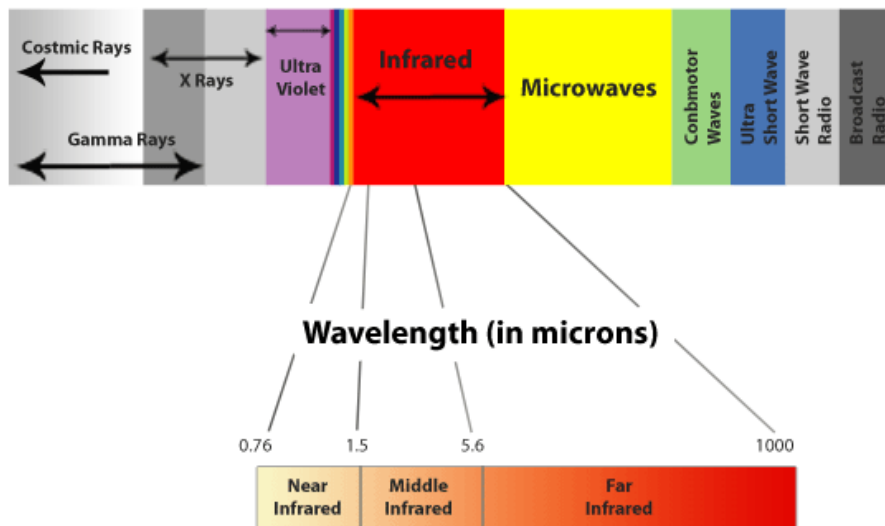 Costmic Rays
X Rays
Gamma Rays
Ultra
Violet
Infrared
Microwaves
Conbmotor
Waves
Ultra
Short Wave
Short Wave
Radio
Broadcast
Radio
Wavelength (in microns)
0.76
1.5
5.6
1000
Near
Infrared
Middle
Infrared
Far
Infrared